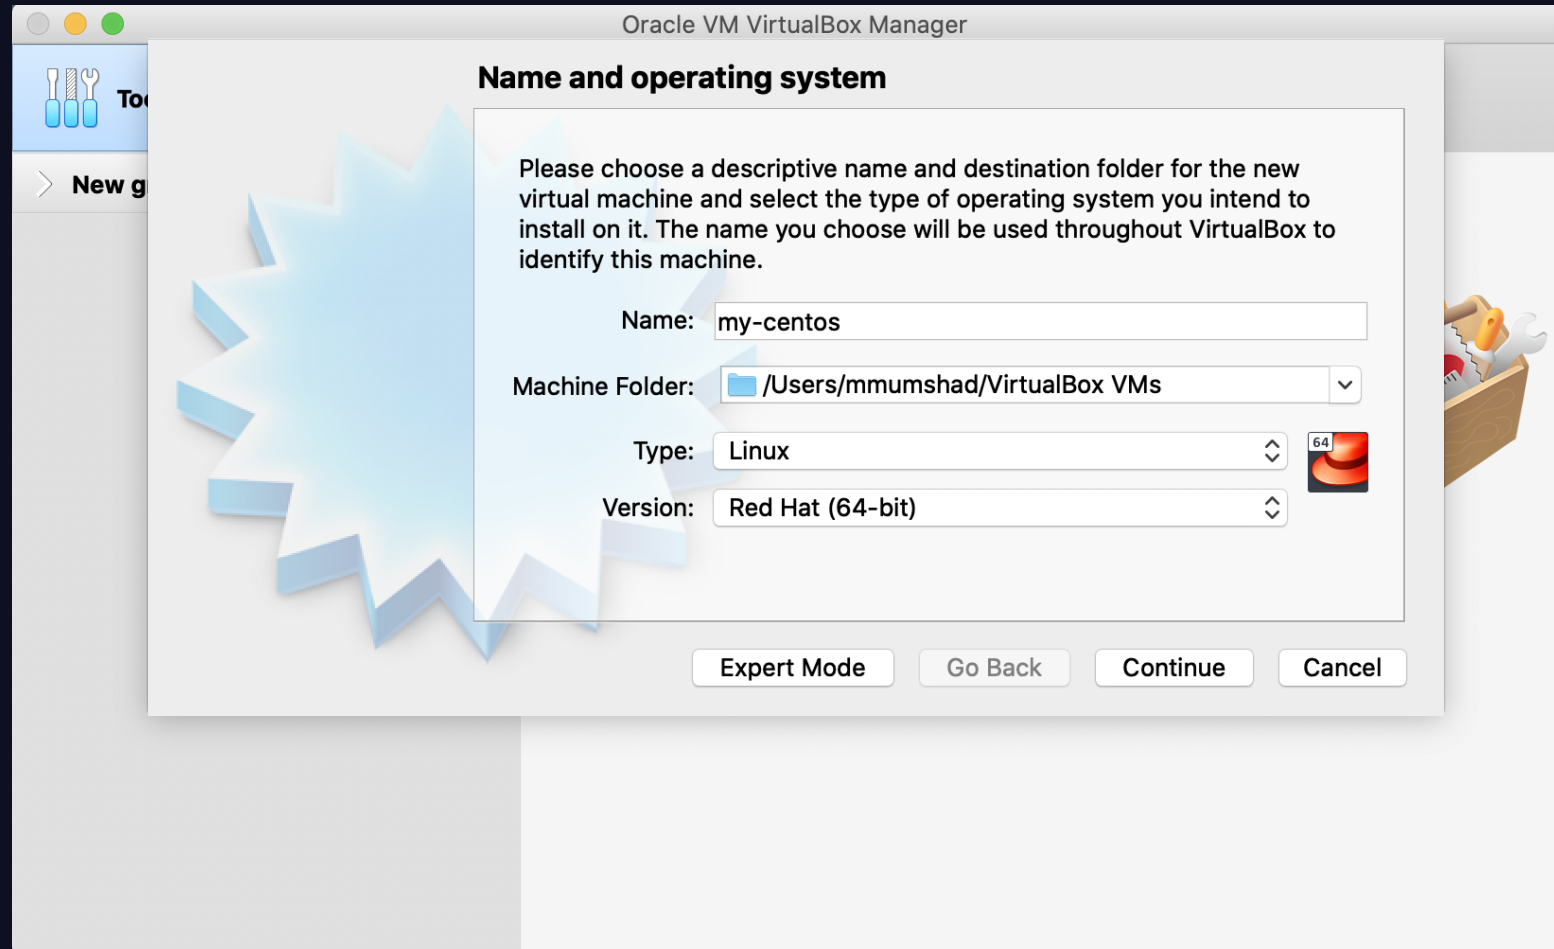 Oracle VM VirtualBox Manager
Name and operating system
Please choose a descriptive name and destination folder for the new
virtual machine and select the type of operating system you intend to
install on it. The name you choose will be used throughout VirtualBox to
identify this machine.
Name: my-centos
Machine Folder: /Users/mmumshad/VirtualBox VMs
Type: Linux
64
Version: Red Hat (64-bit)
Expert Mode Go Back Continue Cancel
New